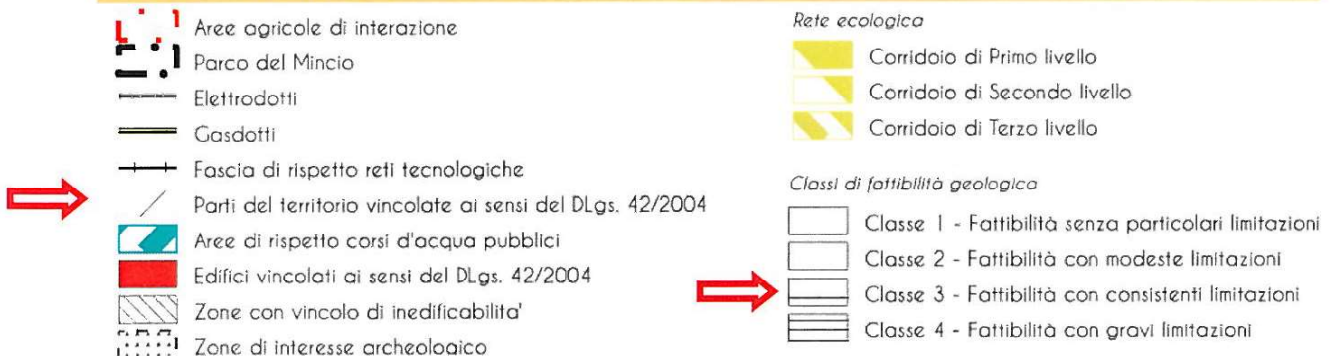 Aree agricole di interazione
Parco del Mincio
Elettrodotti
Gasdotti
Fascia di rispetto reti tecnologiche
Parti del territorio vincolate ai sensi del DLgs. 42/2004
Aree di rispetto corsi d'acqua pubblici
Edifici vincolati ai sensi del DLgs. 42/2004
Zone con vincolo di inedificabilita'
Zone di interesse archeologico
Rete ecologica
Corridoio di Primo livello
Corridoio di Secondo livello
Corridoio di Terzo livello
Classi di fattibilità geologica
Classe 1 - Fattibilità senza particolari limitazioni
Classe 2 - Fattibilità con modeste limitazioni
Classe 3 - Fattibilità con consistenti limitazioni
Classe 4 - Fattibilità con gravi limitazioni